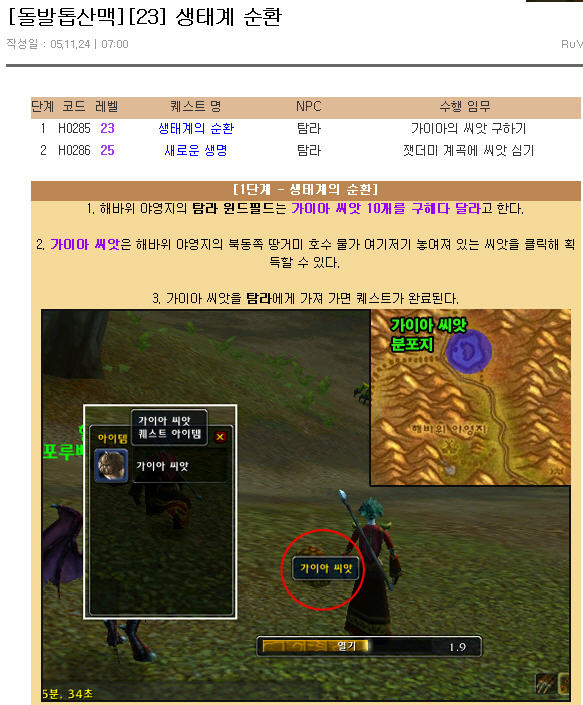 [돌발톱산맥][23] 생태계 순환
작성일 : 05,11,24 | 07:00
RuV
단계 코드 레벨 퀘스트 명 NPC 수행 임무
1 H0285 23 생태계의 순환 탐라 가이아의 씨앗 구하기
2 H0286 25 새로운 생명 탐라 잿더미 계곡에 씨앗 심기
[1단계 - 생태계의 순환]
1. 해바위 야영지의 탐라 윈드필드는 가이아 씨앗 10개를 구해다 달라고 한다.
2. 가이아 씨앗은 해바위 야영지의 북동쪽 땅거미 호수 물가 여기저기 놓여져 있는 씨앗을 클릭해 획
득할 수 있다.
3. 가이아 씨앗을 탐라에게 가져 가면 퀘스트가 완료된다.
가이아 씨앗
분포지
해바위 야영지
가이아 씨앗
퀘스트 아이템
아이템
가이아 씨앗
포루
가이아 씨앗
열기 1.9
5분, 34초